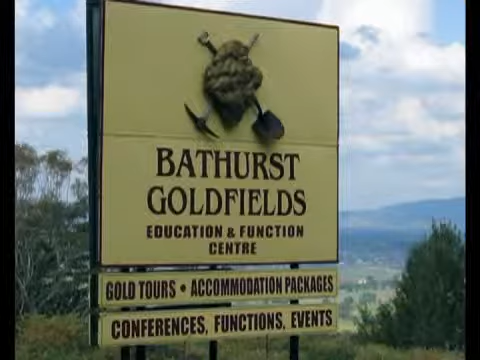 BATHURST
GOLDFIELDS
EDUCATION & FUNCTION
CENTRE
GOLD TOURS • ACCOMMODATION PACKAGES
CONFERENCES, FUNCTIONS, EVENTS